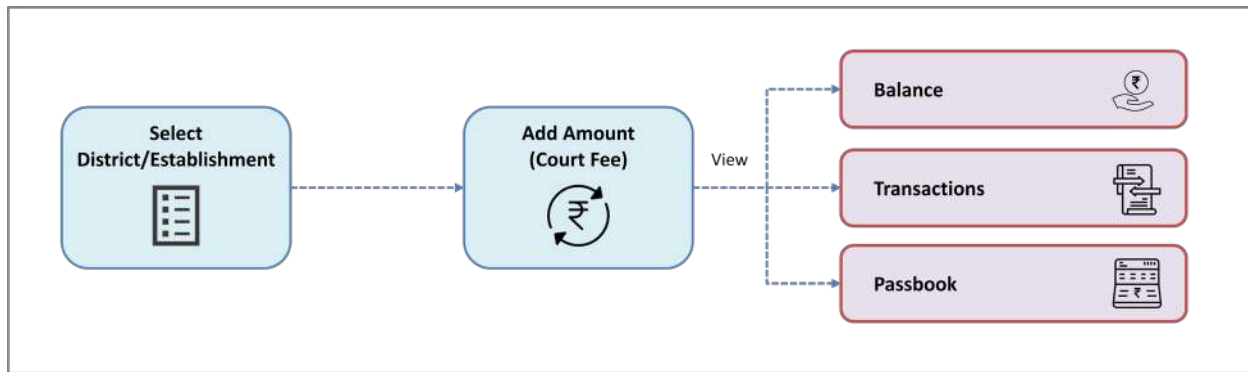 Select
District/Establishment
Add Amount
(Court Fee)
₹
View
Balance
₹
Transactions
Passbook
₹